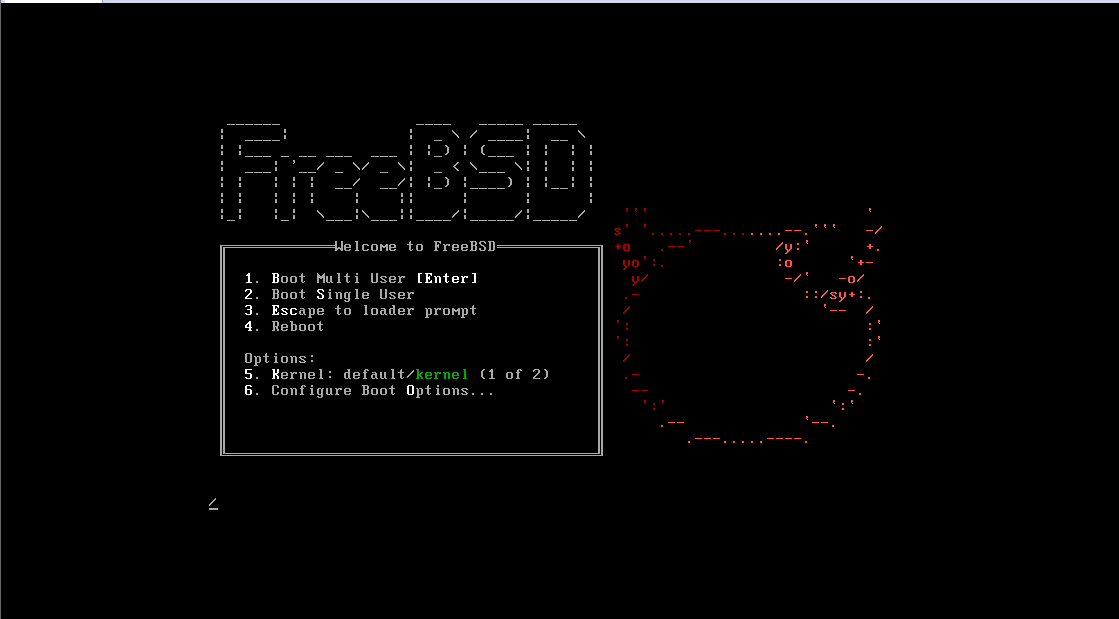 FreeBSD
Welcome to FreeBSD
1. Boot Multi User [Enter]
2. Boot Single User
3. Escape to loader prompt
4. Reboot
Options:
5. Kernel: default/kernel (1 of 2)
6. Configure Boot Options...